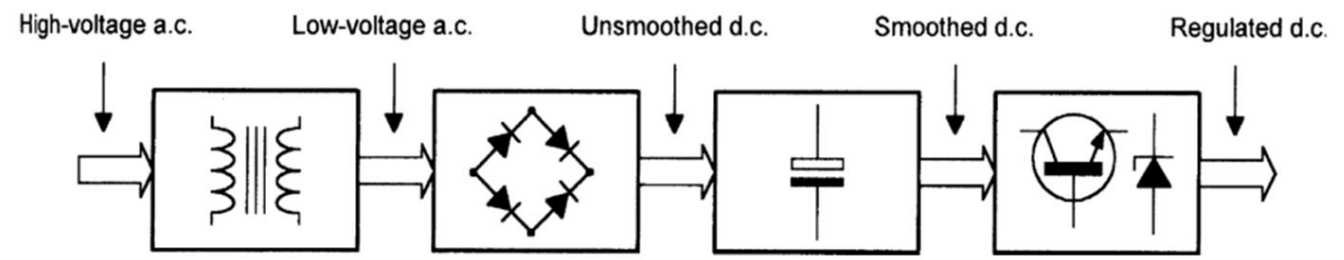 High-voltage a.c.
Low-voltage a.c.
Unsmoothed d.c.
Smoothed d.c.
Regulated d.c.